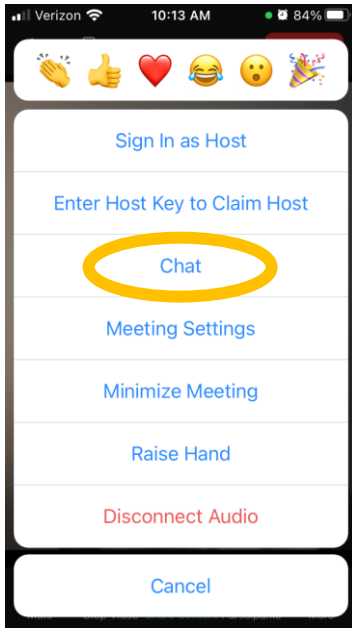 Verizon 10:13 AM 84%
Sign In as Host
Enter Host Key to Claim Host
Chat
Meeting Settings
Minimize Meeting
Raise Hand
Disconnect Audio
Cancel